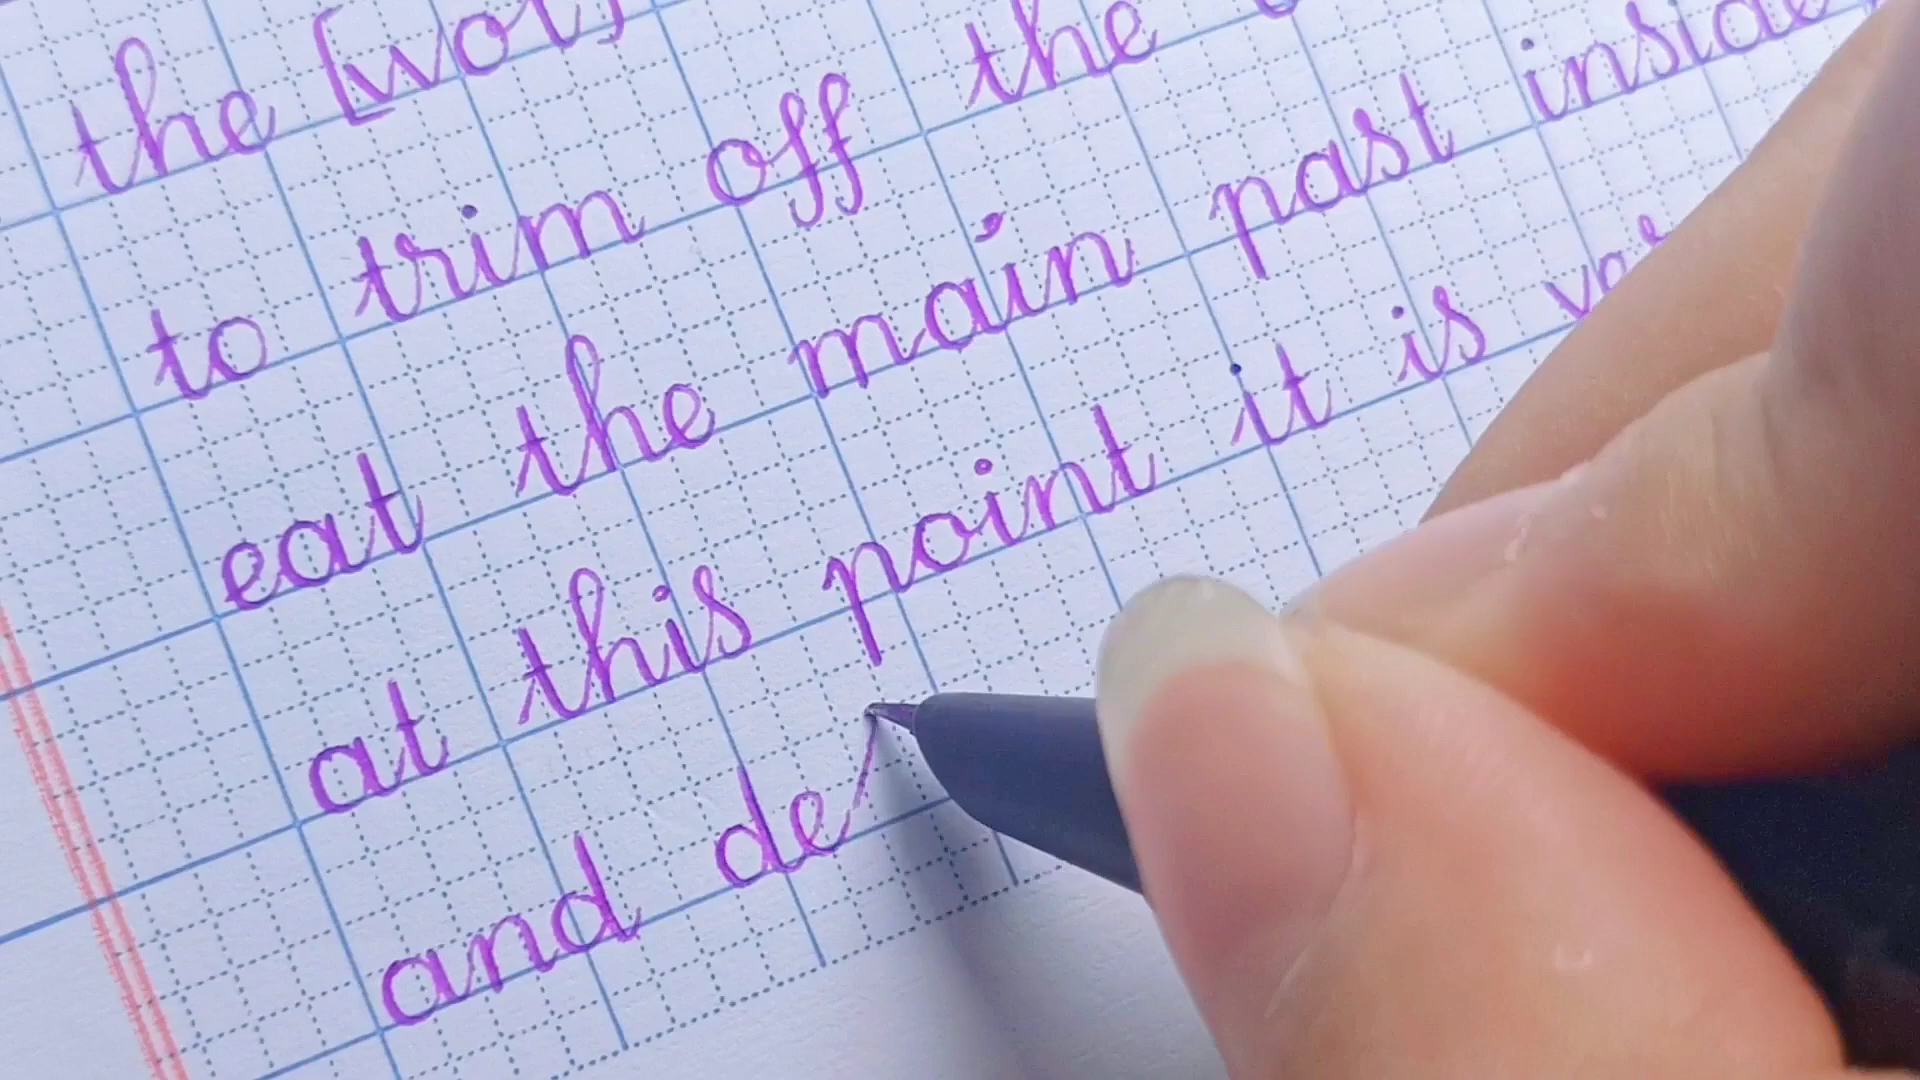 the
to trim off the
eat the main past inside
at this point it is
and de